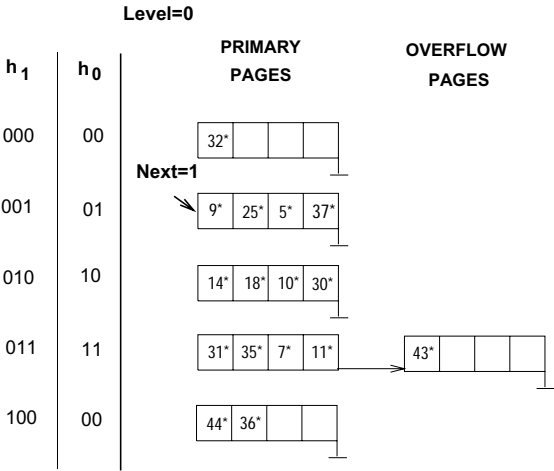 Level=0
PRIMARY PAGES
OVERFLOW PAGES
h1 h0
000 00 32*
Next=1
001 01 9* 25* 5* 37*
010 10 14* 18* 10* 30*
011 11 31* 35* 7* 11* 43*
100 00 44* 36*